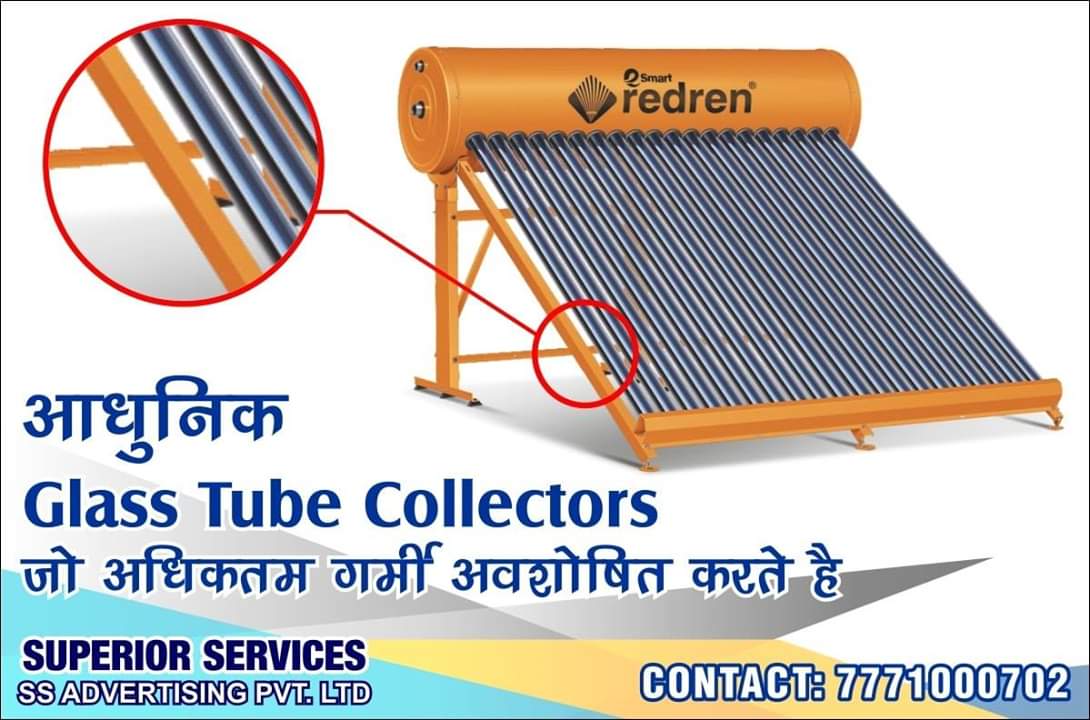 Smart
redren®
आधुनिक
Glass Tube Collectors
जो अधिकतम गर्मी अवशोषित करते है
SUPERIOR SERVICES
SS ADVERTISING PVT. LTD
CONTACT: 7771000702